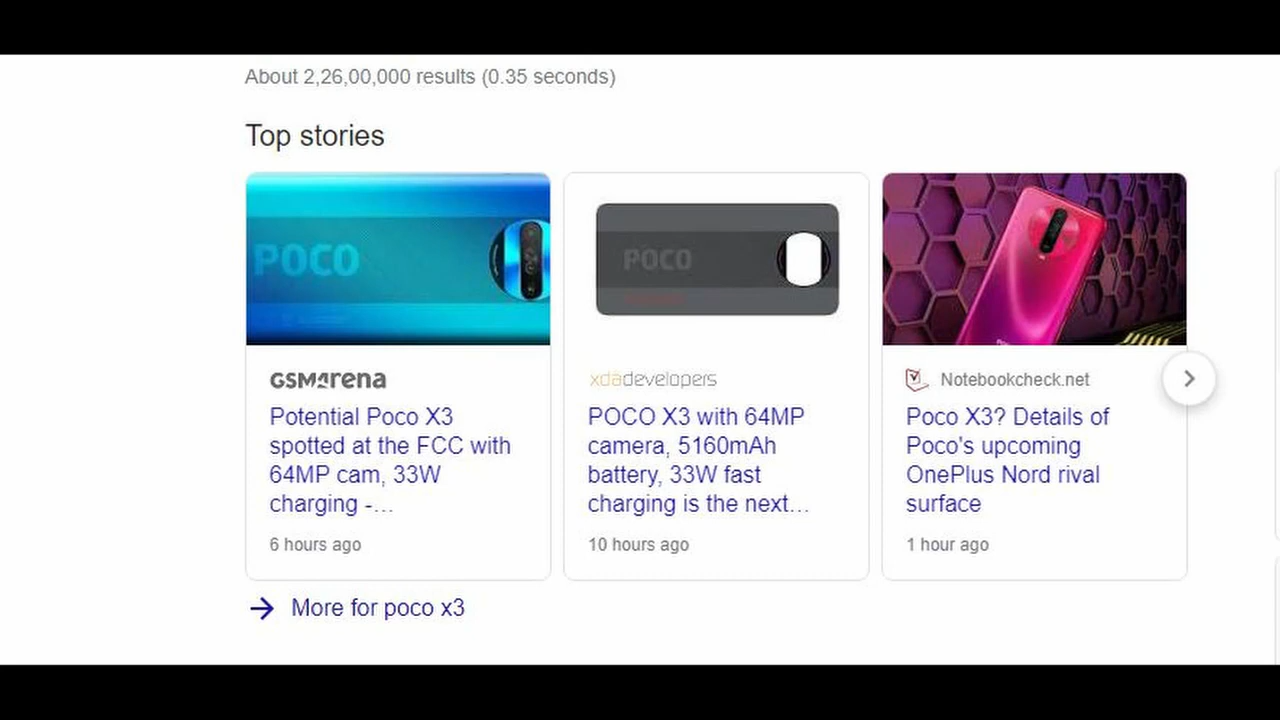 About 2,26,00,000 results (0.35 seconds)
Top stories
POCO
POCO
GSMArena
Potential Poco X3
spotted at the FCC with
64MP cam, 33W
charging -...
6 hours ago
xdadevelopers
POCO X3 with 64MP
camera, 5160mAh
battery, 33W fast
charging is the next...
10 hours ago
Notebookcheck.net
Poco X3? Details of
Poco's upcoming
OnePlus Nord rival
surface
1 hour ago
More for poco x3